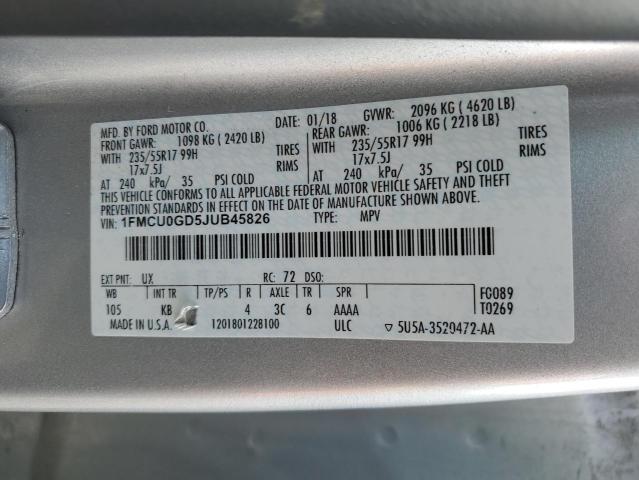 MFD. BY FORD MOTOR CO.
DATE: 01/18 GVWR: 2096 KG ( 4620 LB)
FRONT GAWR: 1098 KG ( 2420 LB) REAR GAWR: 1006 KG ( 2218 LB)
WITH 235/55R17 99H TIRES WITH 235/55R17 99H TIRES
17x7.5J RIMS 17x7.5J RIMS
AT 240 kPa/ 35 PSI COLD AT 240 kPa/ 35 PSI COLD
THIS VEHICLE CONFORMS TO ALL APPLICABLE FEDERAL MOTOR VEHICLE SAFETY AND THEFT
PREVENTION STANDARDS IN EFFECT ON THE DATE OF MANUFACTURE SHOWN ABOVE.
VIN: 1FMCU0GD5JUB45826 TYPE: MPV
EXT PNT: UX RC: 72 DSO:
WB INT TR TP/PS R AXLE TR SPR FG089
105 KB 4 3C 6 AAAA T0269
MADE IN U.S.A. 1201801228100 ULC ▽ 5U5A-3520472-AA